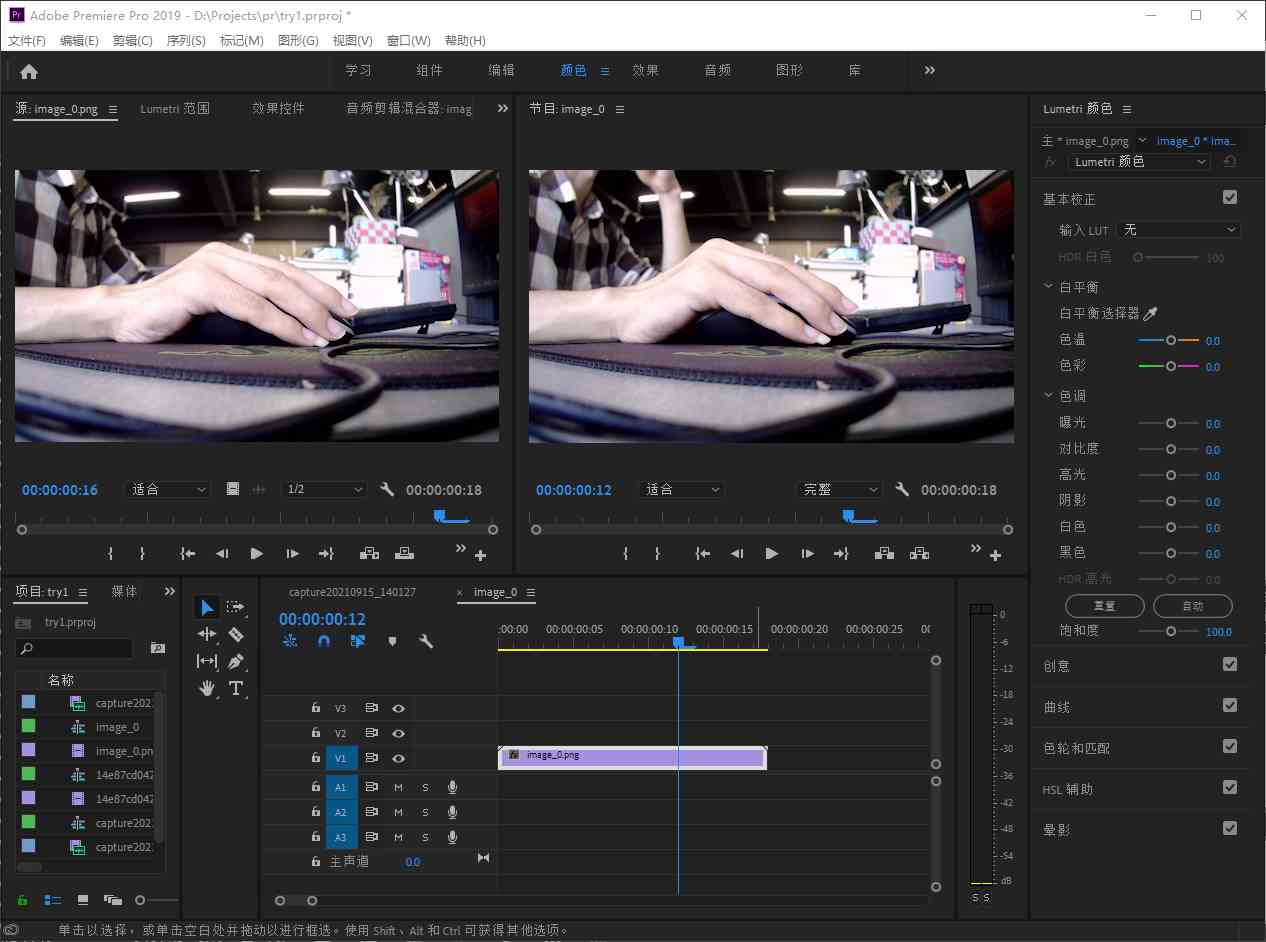 Adobe Premiere Pro 2019 - D:\Projects\pr\try1.prproj *
文件(F) 编辑(E) 剪辑(C) 序列(S) 标记(M) 图形(G) 视图(V) 窗口(W) 帮助(H)
学习 组件 编辑 颜色 效果 音频 图形 库
源: image_0.png Lumetri 范围 效果控件 音频剪辑混合器: imag
节目: image_0
00:00:00:16 适合 1/2 00:00:00:18
00:00:00:12 适合 完整 00:00:00:18
Lumetri 颜色
主 * image_0.png image_0 * ima...
fx Lumetri 颜色
基本校正
输入 LUT 无
HDR 白色 100
白平衡
白平衡选择器
色温 0.0
色彩 0.0
色调
曝光 0.0
对比度 0.0
高光 0.0
阴影 0.0
白色 0.0
黑色 0.0
HDR 高光 0.0
重置 自动
饱和度 100.0
创意
曲线
色轮和匹配
HSL 辅助
晕影
项目: try1 媒体
try1.prproj
名称
capture202
image_0
image_0.pn
14e87cd042
14e87cd042
capture202
capture202
capture20210915_140127 × image_0
00:00:00:12
:00:00 00:00:00:05 00:00:00:10 00:00:00:15 00:00:00:20 00:00:00:25 00
V3
V2
V1 image_0.png
A1 M S
A2 M S
A3 M S
主声道 0.0
0
-6
-12
-18
-24
-30
-36
-42
-48
-54
dB
S S
单击以选择，或单击空白处并拖动以进行框选。使用 Shift、Alt 和 Ctrl 可获得其他选项。